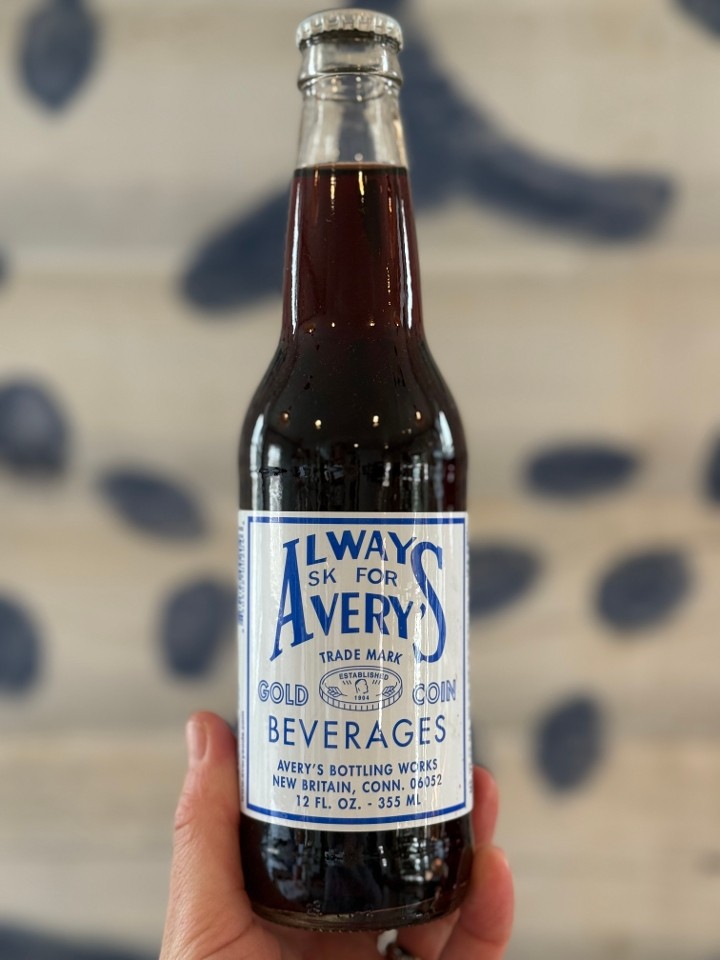 ALWAYS
ASK FOR
AVERY'S
TRADE MARK
ESTABLISHED
1904
GOLD COIN
BEVERAGES
AVERY'S BOTTLING WORKS
NEW BRITAIN, CONN. 06052
12 FL. OZ. - 355 ML